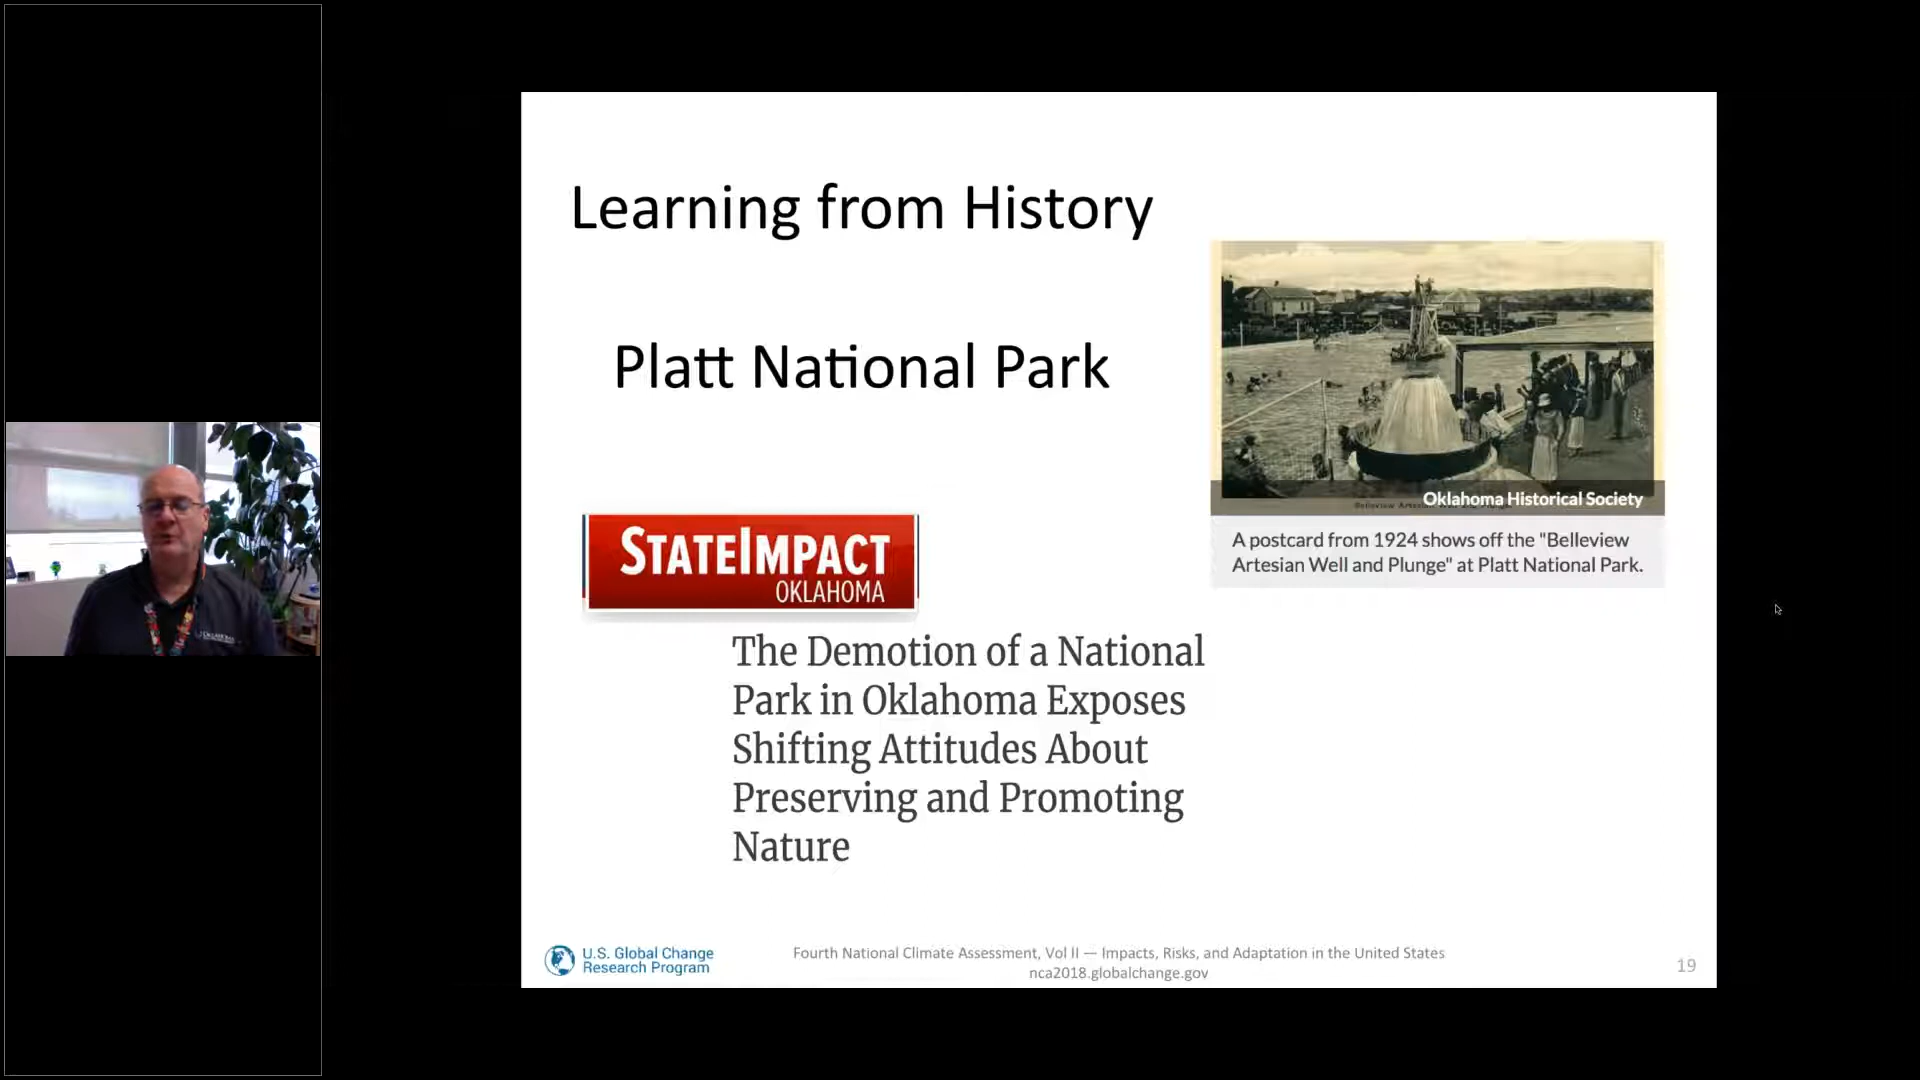 Learning from History
Platt National Park
Oklahoma Historical Society
A postcard from 1924 shows off the "Belleview
Artesian Well and Plunge" at Platt National Park.
STATEIMPACT
OKLAHOMA
The Demotion of a National
Park in Oklahoma Exposes
Shifting Attitudes About
Preserving and Promoting
Nature
U.S. Global Change
Research Program
Fourth National Climate Assessment, Vol II — Impacts, Risks, and Adaptation in the United States
nca2018.globalchange.gov
19